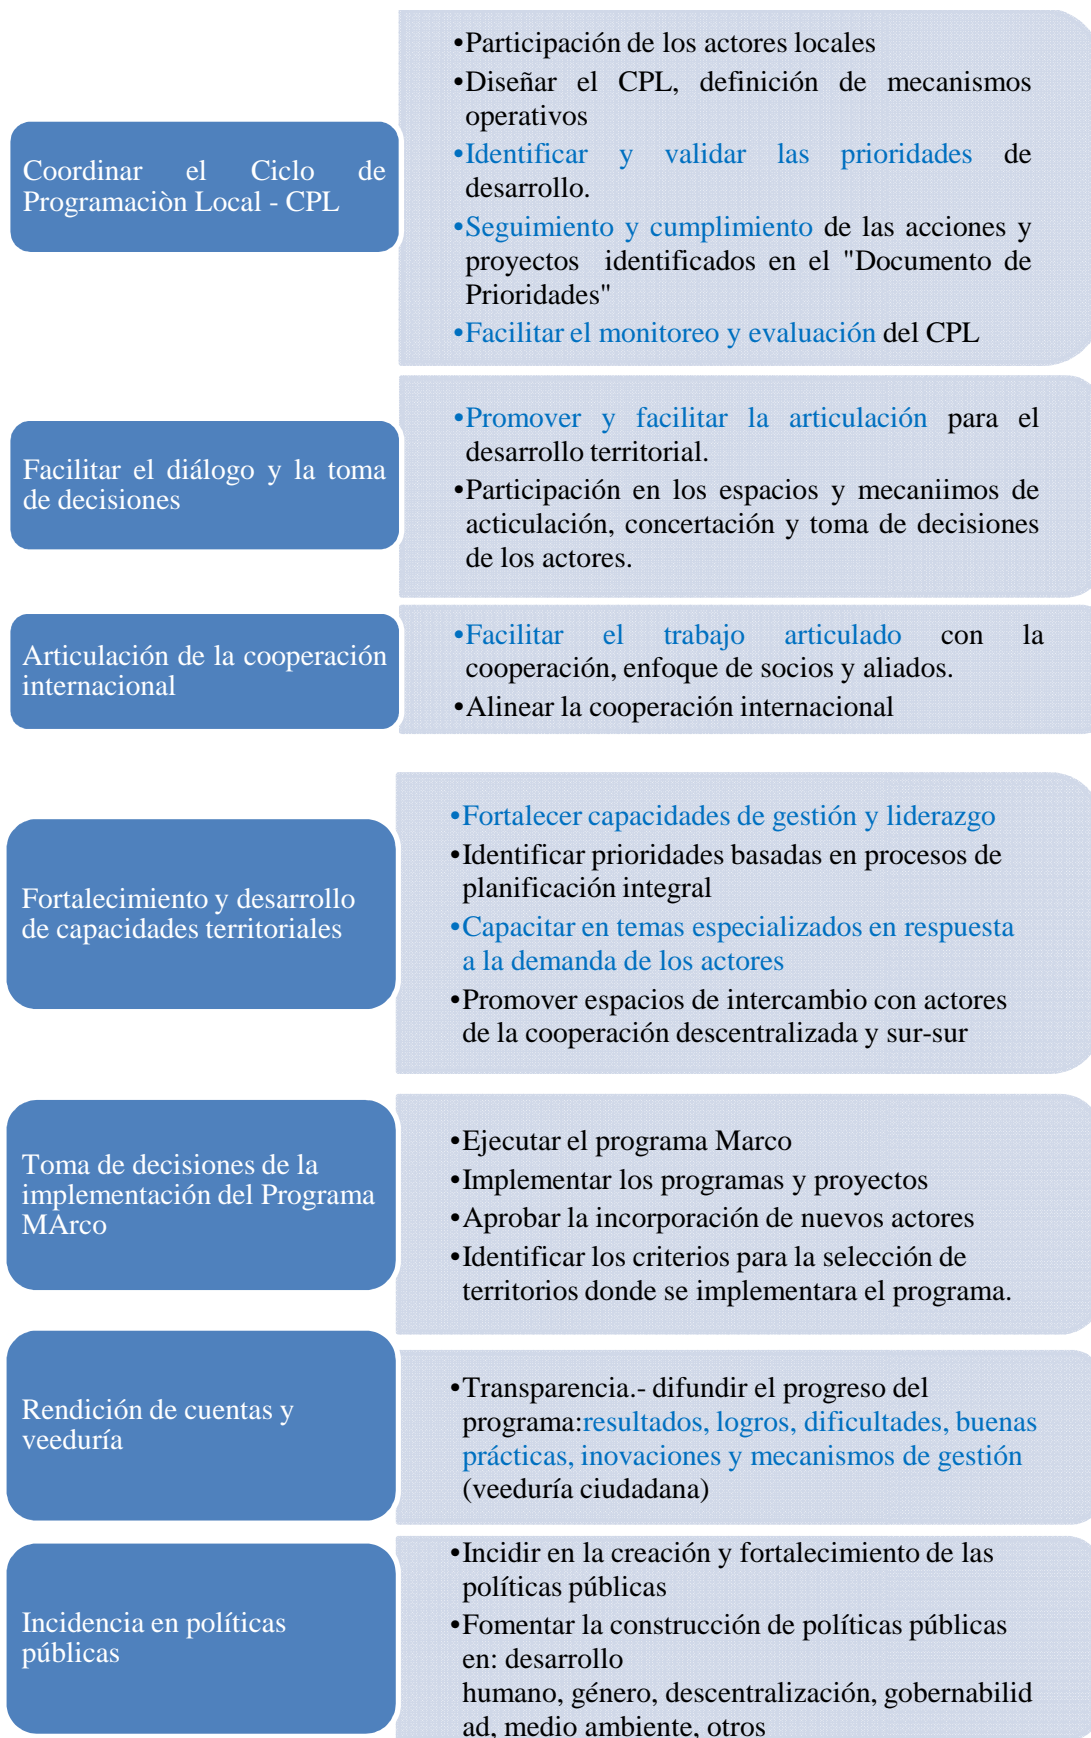 Coordinar el Ciclo de
Programaciòn Local - CPL
•Participación de los actores locales
•Diseñar el CPL, definición de mecanismos
operativos
•Identificar y validar las prioridades de
desarrollo.
•Seguimiento y cumplimiento de las acciones y
proyectos identificados en el "Documento de
Prioridades"
•Facilitar el monitoreo y evaluación del CPL
Facilitar el diálogo y la toma
de decisiones
•Promover y facilitar la articulación para el
desarrollo territorial.
•Participación en los espacios y mecaniimos de
acticulación, concertación y toma de decisiones
de los actores.
Articulación de la cooperación
internacional
•Facilitar el trabajo articulado con la
cooperación, enfoque de socios y aliados.
•Alinear la cooperación internacional
Fortalecimiento y desarrollo
de capacidades territoriales
•Fortalecer capacidades de gestión y liderazgo
•Identificar prioridades basadas en procesos de
planificación integral
•Capacitar en temas especializados en respuesta
a la demanda de los actores
•Promover espacios de intercambio con actores
de la cooperación descentralizada y sur-sur
Toma de decisiones de la
implementación del Programa
MArco
•Ejecutar el programa Marco
•Implementar los programas y proyectos
•Aprobar la incorporación de nuevos actores
•Identificar los criterios para la selección de
territorios donde se implementara el programa.
Rendición de cuentas y
veeduría
•Transparencia.- difundir el progreso del
programa:resultados, logros, dificultades, buenas
prácticas, inovaciones y mecanismos de gestión
(veeduría ciudadana)
Incidencia en políticas
públicas
•Incidir en la creación y fortalecimiento de las
políticas públicas
•Fomentar la construcción de políticas públicas
en: desarrollo
humano, género, descentralización, gobernabilid
ad, medio ambiente, otros